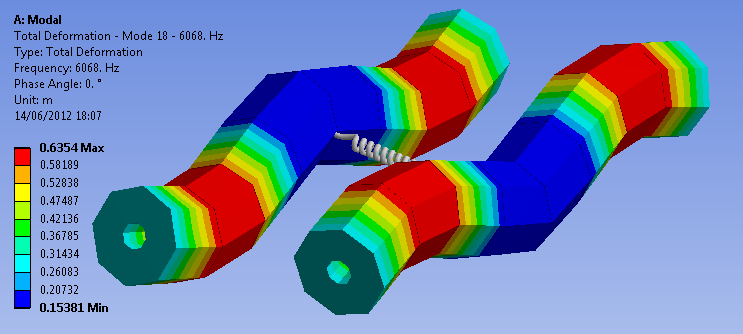 A: Modal
Total Deformation - Mode 18 - 6068. Hz
Type: Total Deformation
Frequency: 6068. Hz
Phase Angle: 0. °
Unit: m
14/06/2012 18:07
0.6354 Max
0.58189
0.52838
0.47487
0.42136
0.36785
0.31434
0.26083
0.20732
0.15381 Min